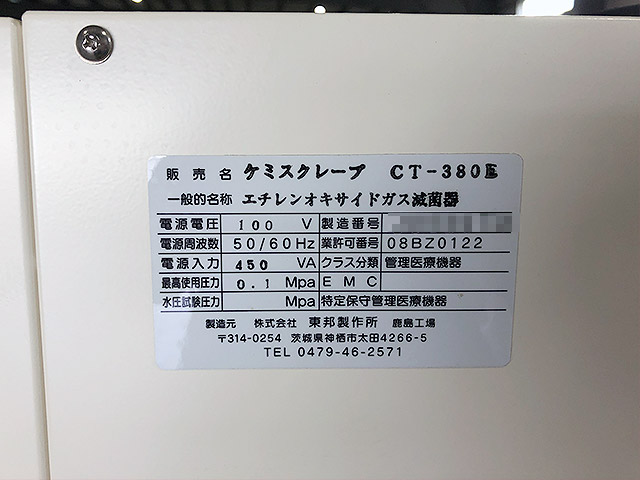 販売名 ケミスクレープ CT-380E
一般的名称 エチレンオキサイドガス滅菌器
電源電圧 100 V 製造番号
電源周波数 50/60Hz 業許可番号 08BZ0122
電源入力 450 VA クラス分類 管理医療機器
最高使用圧力 0.1 Mpa EMC
水圧試験圧力 Mpa 特定保守管理医療機器
製造元 株式会社 東邦製作所 鹿島工場
〒314-0254 茨城県神栖市太田4266-5
TEL 0479-46-2571